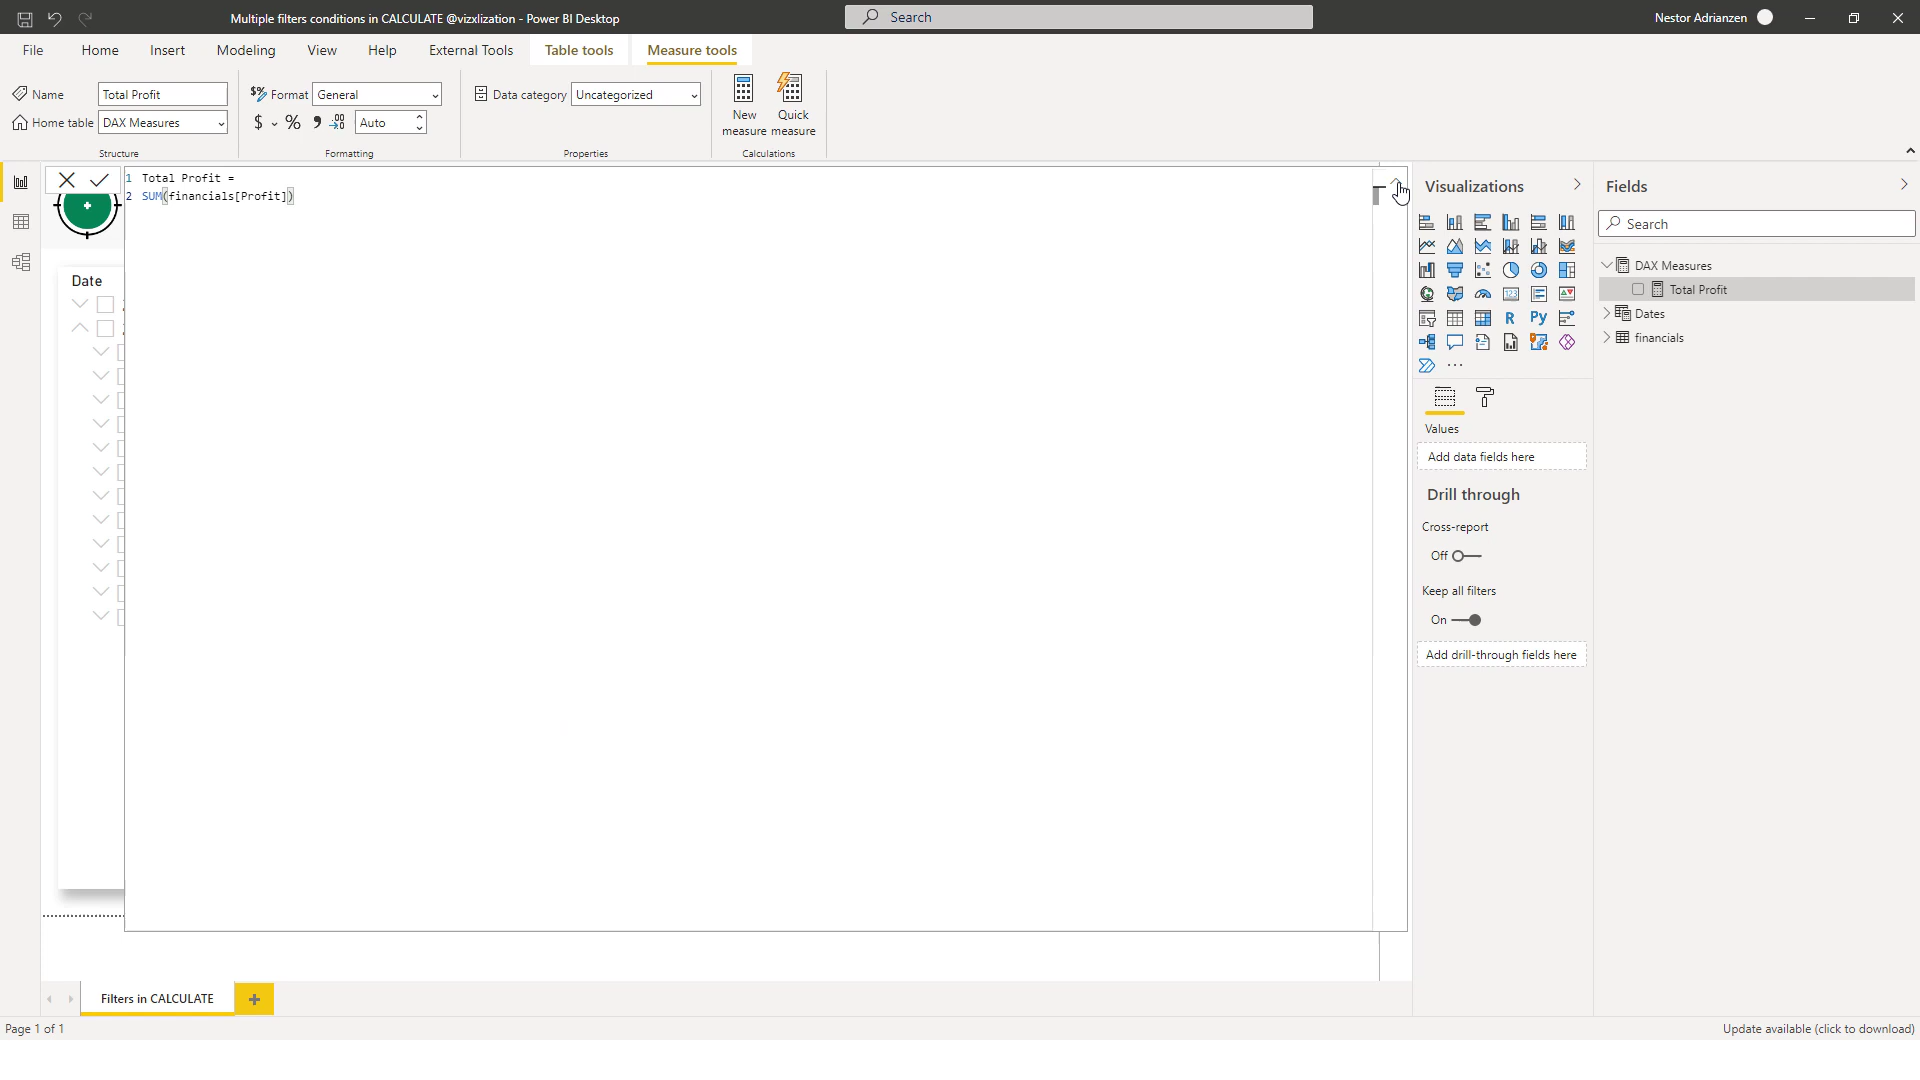 Multiple filters conditions in CALCULATE @vizxlization - Power BI Desktop
Search
Nestor Adrianzen
File Home Insert Modeling View Help External Tools Table tools Measure tools
Name Total Profit
Home table DAX Measures
Structure
$% Format General
$ % Auto
Formatting
Data category Uncategorized
Properties
New measure
Quick measure
Calculations
1 Total Profit =
2 SUM(financials[Profit])
Date
Visualizations
R Py
Values
Add data fields here
Drill through
Cross-report
Off
Keep all filters
On
Add drill-through fields here
Fields
Search
DAX Measures
Total Profit
Dates
financials
Filters in CALCULATE
Page 1 of 1
Update available (click to download)